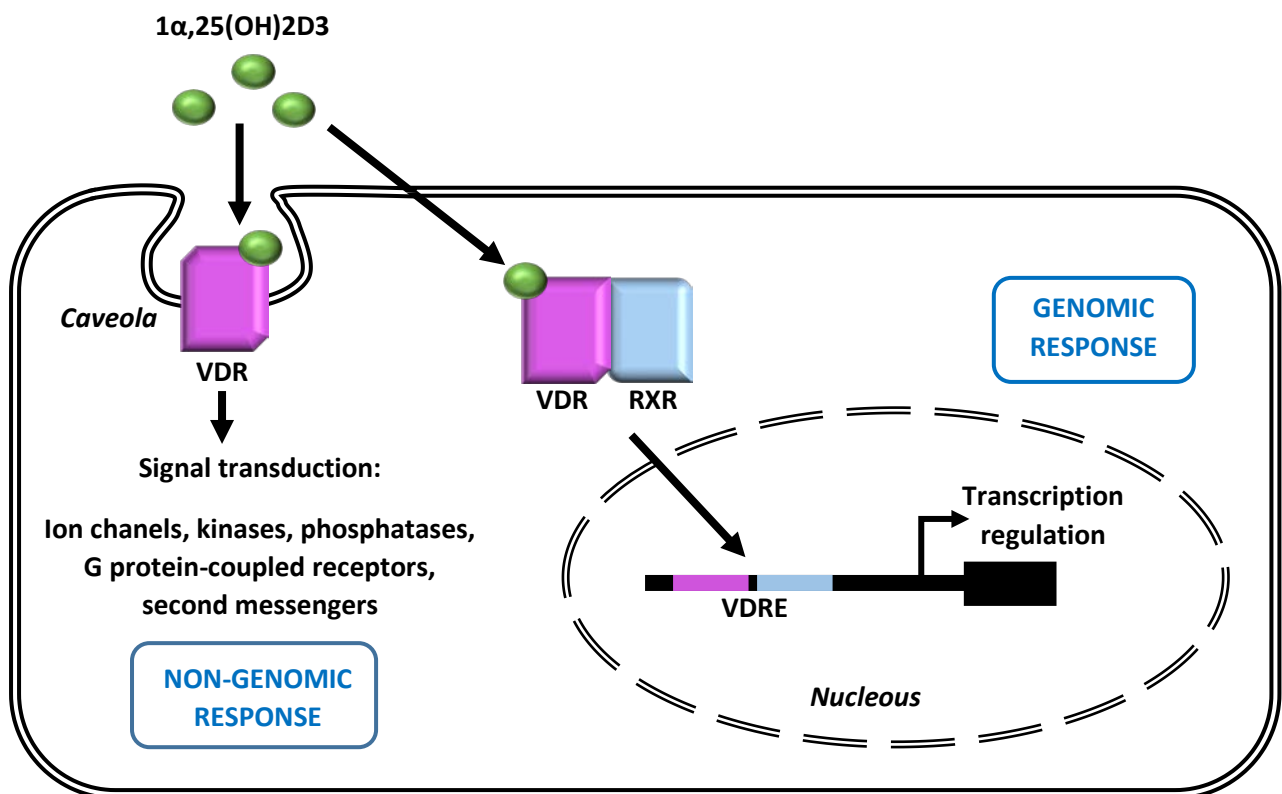 1α,25(OH)2D3
Caveola
VDR
Signal transduction:
Ion chanels, kinases, phosphatases,
G protein-coupled receptors,
second messengers
NON-GENOMIC
RESPONSE
VDR
RXR
GENOMIC
RESPONSE
Transcription
regulation
VDRE
Nucleous